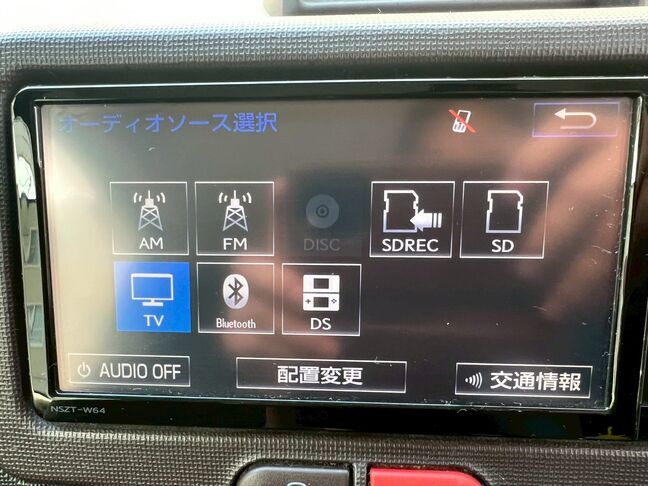 オーディオソース選択
AM
FM
DISC
SDREC
SD
TV
Bluetooth
DS
AUDIO OFF
配置変更
交通情報
NSZT-W64